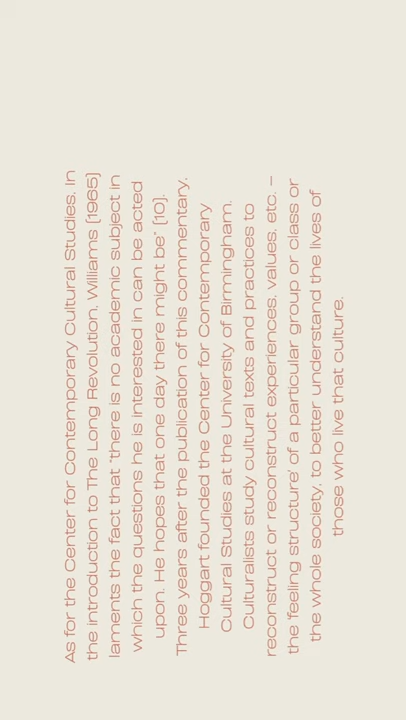 As for the Center for Contemporary Cultural Studies. In
the introduction to The Long Revolution, Williams (1965)
laments the fact that "there is no academic subject in
which the questions he is interested in can be acted
upon. He hopes that one day there might be" (10).
Three years after the publication of this commentary,
Hoggart founded the Center for Contemporary
Cultural Studies at the University of Birmingham.
Culturalists study cultural texts and practices to
reconstruct or reconstruct experiences, values, etc. –
the 'feeling structure' of a particular group or class or
the whole society, to better understand the lives of
those who live that culture.